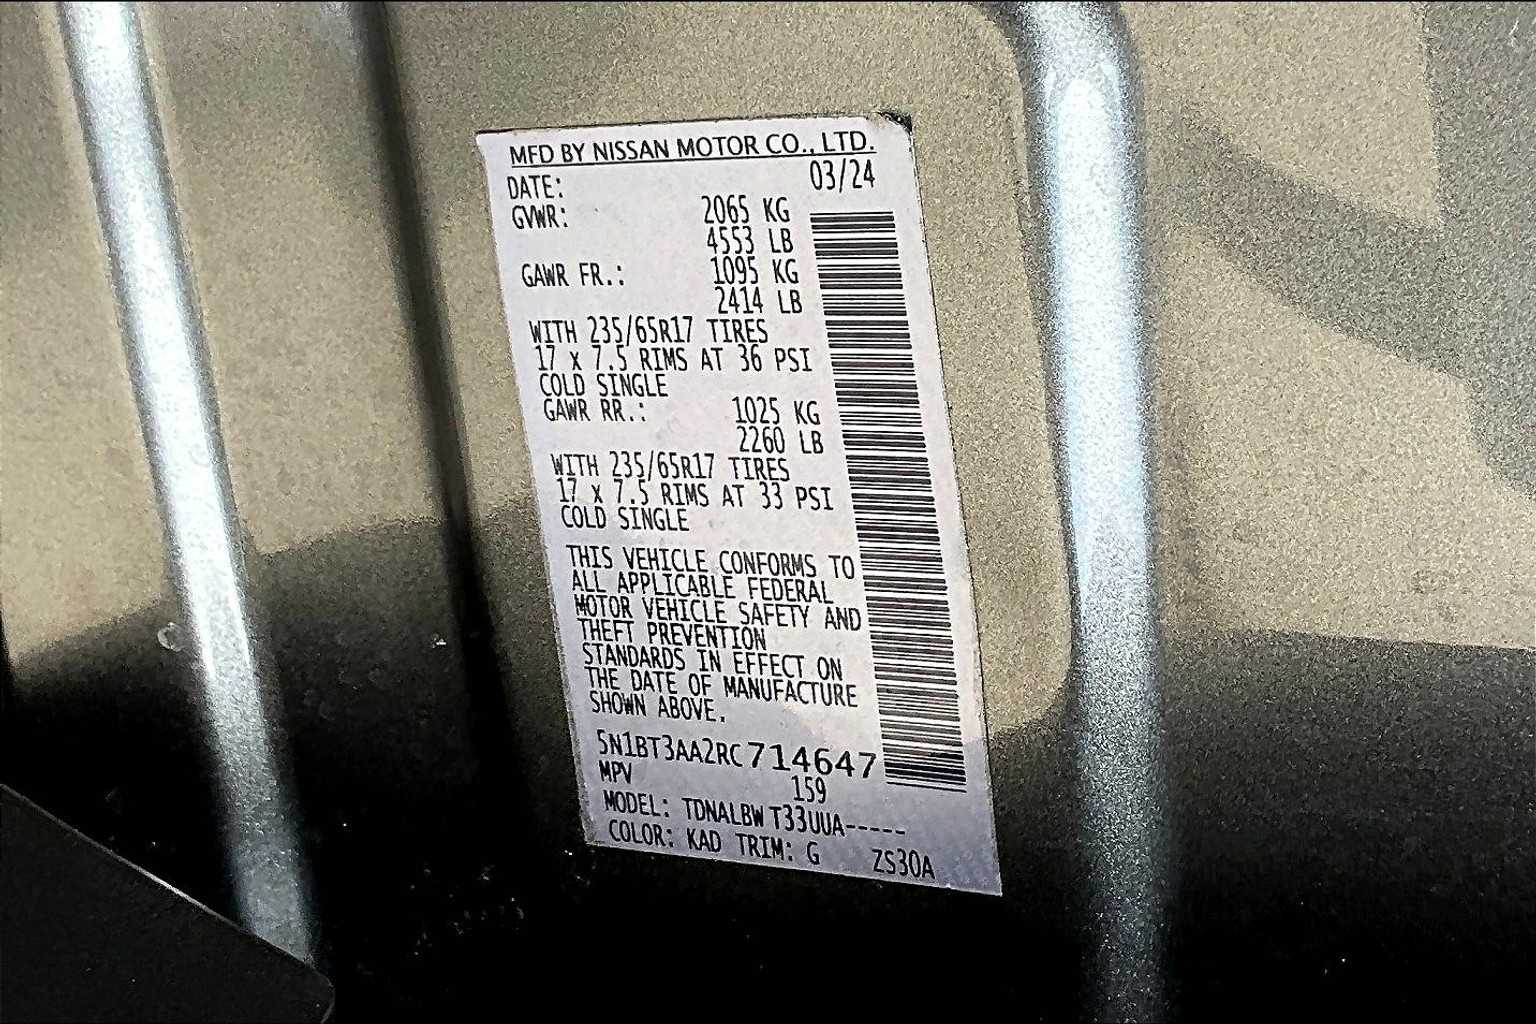 MFD BY NISSAN MOTOR CO., LTD.
DATE: 03/24
GVWR: 2065 KG
4553 LB
GAWR FR.: 1095 KG
2414 LB
WITH 235/65R17 TIRES
17 x 7.5 RIMS AT 36 PSI
COLD SINGLE
GAWR RR.: 1025 KG
2260 LB
WITH 235/65R17 TIRES
17 x 7.5 RIMS AT 33 PSI
COLD SINGLE
THIS VEHICLE CONFORMS TO
ALL APPLICABLE FEDERAL
MOTOR VEHICLE SAFETY AND
THEFT PREVENTION
STANDARDS IN EFFECT ON
THE DATE OF MANUFACTURE
SHOWN ABOVE.
5N1BT3AA2RC714647
MPV 159
MODEL: TDNALBW T33UUA-----
COLOR: KAD TRIM: G ZS30A